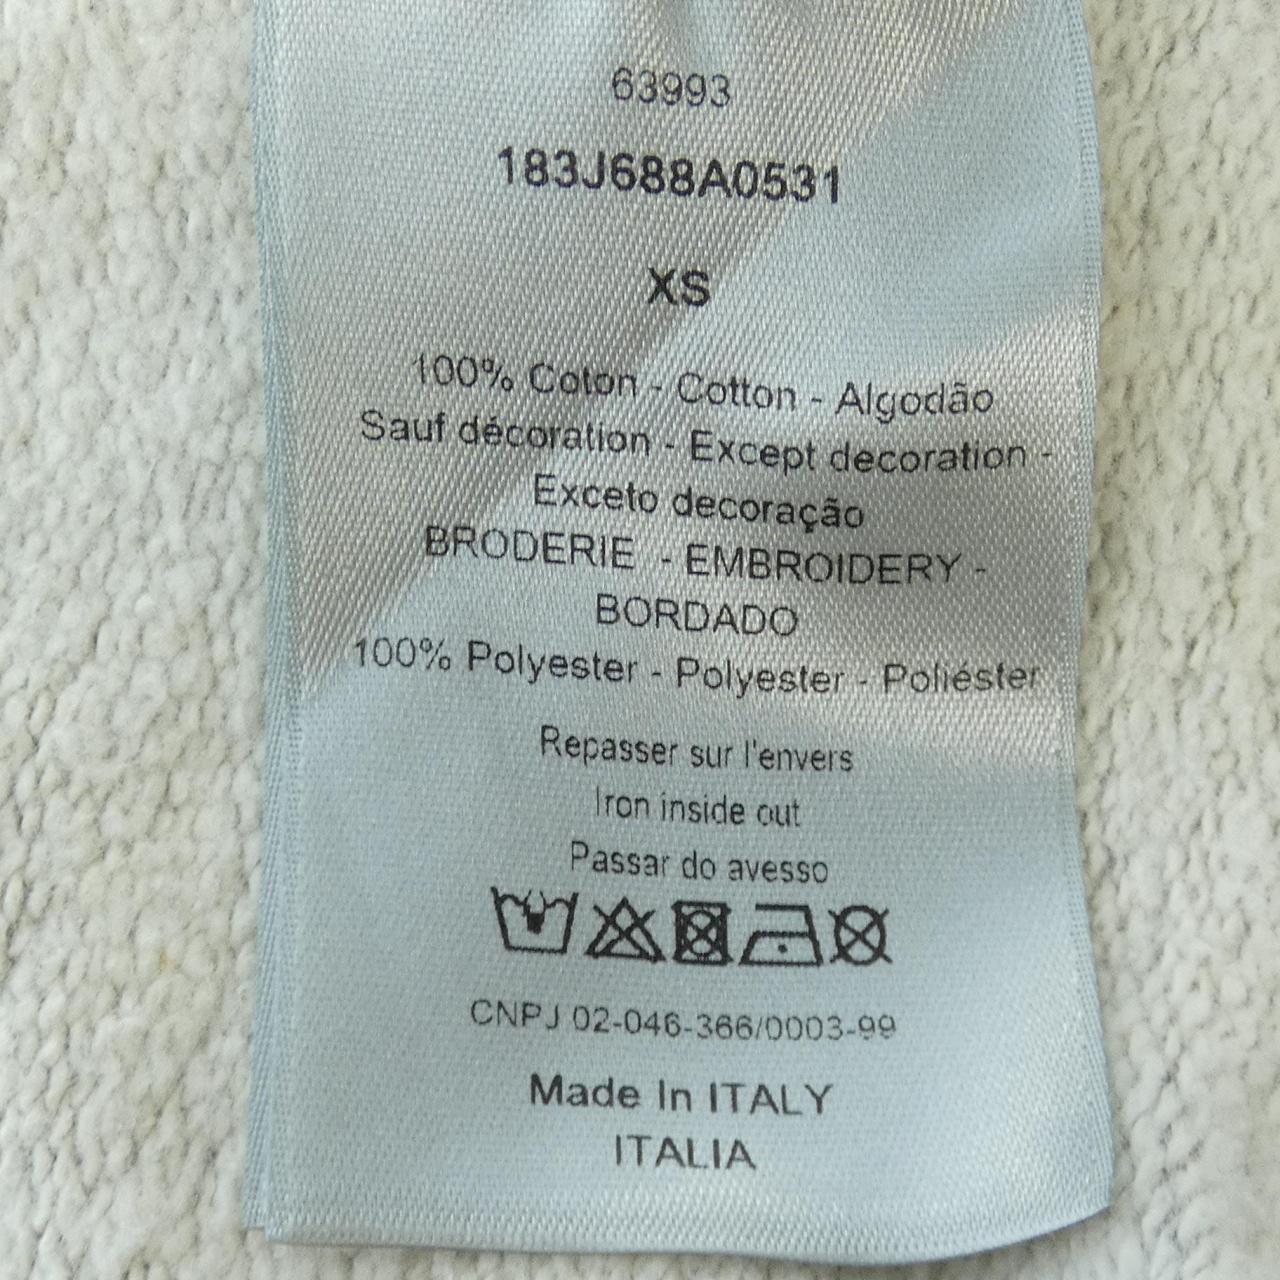 63993
183J688A0531
XS
100% Coton - Cotton - Algodão
Sauf décoration - Except decoration -
Exceto decoração
BRODERIE - EMBROIDERY -
BORDADO
100% Polyester - Polyester - Poliéster
Repasser sur l'envers
Iron inside out
Passar do avesso
CNPJ 02-046-366/0003-99
Made In ITALY
ITALIA